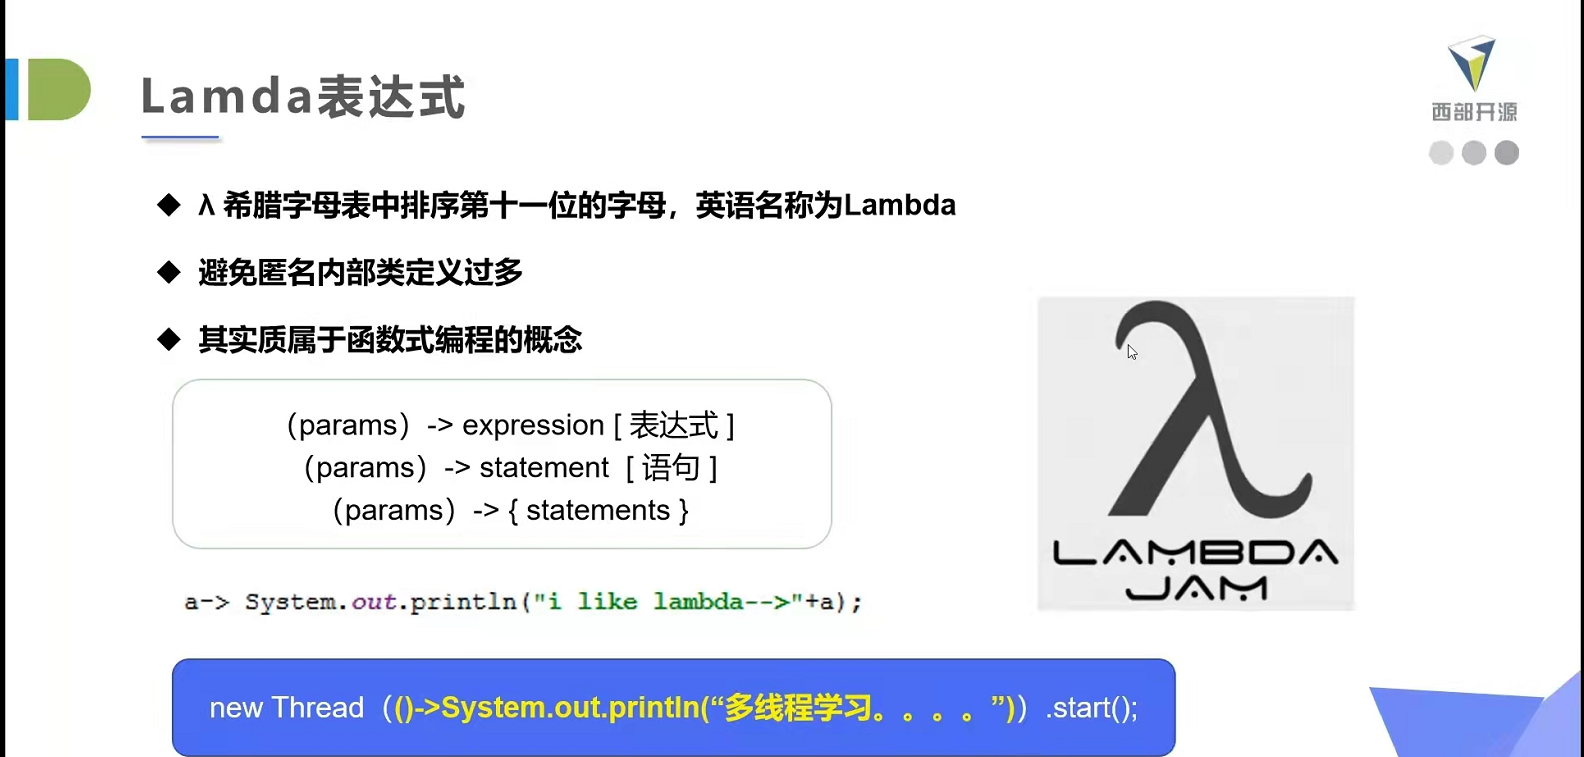 Lamda表达式
西部开源
◆ λ 希腊字母表中排序第十一位的字母，英语名称为Lambda
◆ 避免匿名内部类定义过多
◆ 其实质属于函数式编程的概念
（params）-> expression [ 表达式 ]
（params）-> statement [ 语句 ]
（params）-> { statements }
λ
LAMBDA
JAM
a-> System.out.println("i like lambda-->"+a);
new Thread（()->System.out.println(“多线程学习。。。。”)）.start();